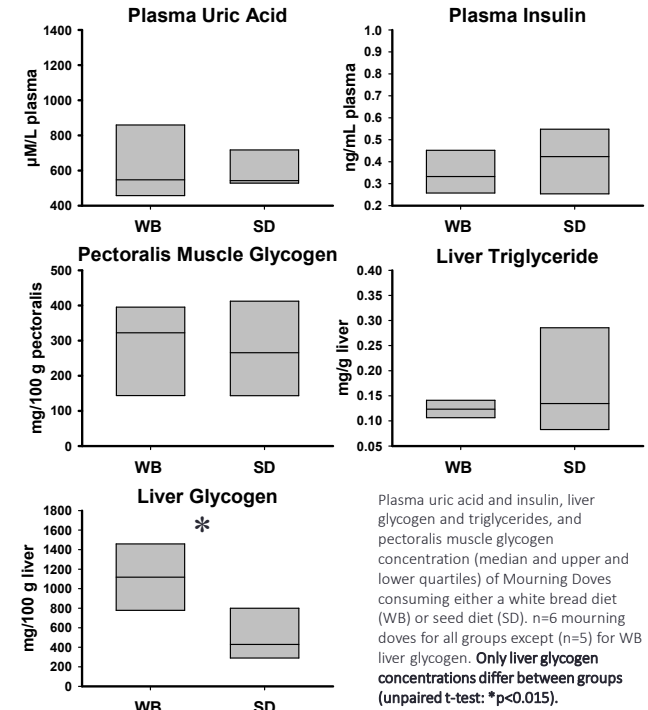 Plasma Uric Acid
1400
1200
1000
800
600
400
µM/L plasma
WB
SD
Plasma Insulin
1.0
0.9
0.8
0.7
0.6
0.5
0.4
0.3
0.2
ng/mL plasma
WB
SD
Pectoralis Muscle Glycogen
500
400
300
200
100
0
mg/100 g pectoralis
WB
SD
Liver Triglyceride
0.40
0.35
0.30
0.25
0.20
0.15
0.10
0.05
mg/g liver
WB
SD
Liver Glycogen
1800
1600
1400
1200
1000
800
600
400
200
0
mg/100 g liver
*
WB
SD
Plasma uric acid and insulin, liver
glycogen and triglycerides, and
pectoralis muscle glycogen
concentration (median and upper and
lower quartiles) of Mourning Doves
consuming either a white bread diet
(WB) or seed diet (SD). n=6 mourning
doves for all groups except (n=5) for WB
liver glycogen. Only liver glycogen
concentrations differ between groups
(unpaired t-test: *p<0.015).